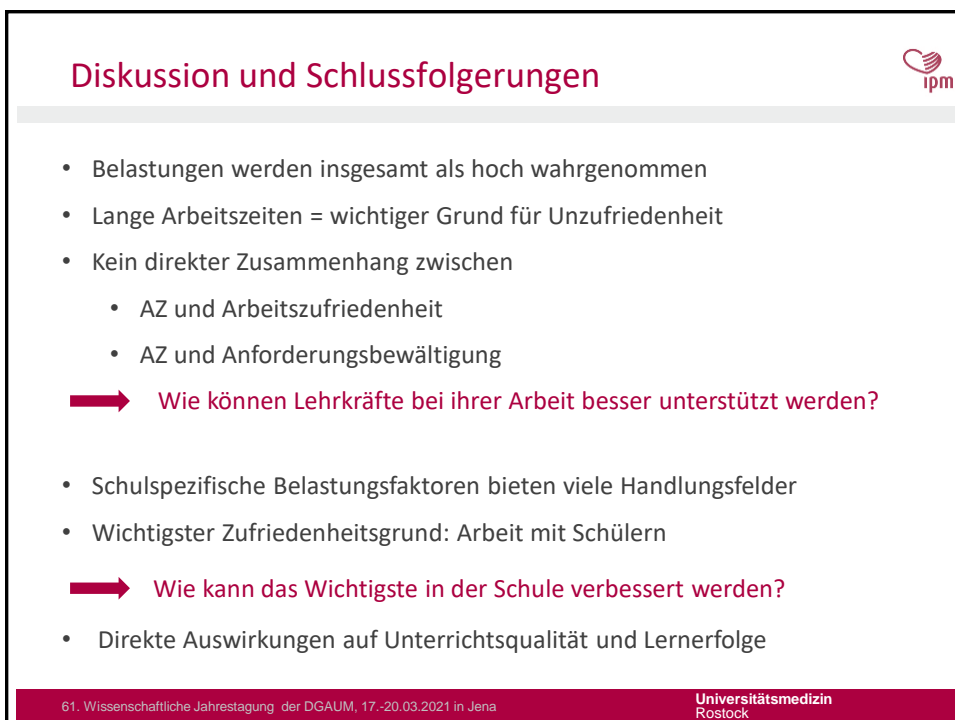 Diskussion und Schlussfolgerungen
ipm
• Belastungen werden insgesamt als hoch wahrgenommen
• Lange Arbeitszeiten = wichtiger Grund für Unzufriedenheit
• Kein direkter Zusammenhang zwischen
• AZ und Arbeitszufriedenheit
• AZ und Anforderungsbewältigung
Wie können Lehrkräfte bei ihrer Arbeit besser unterstützt werden?
• Schulspezifische Belastungsfaktoren bieten viele Handlungsfelder
• Wichtigster Zufriedenheitsgrund: Arbeit mit Schülern
Wie kann das Wichtigste in der Schule verbessert werden?
• Direkte Auswirkungen auf Unterrichtsqualität und Lernerfolge
61. Wissenschaftliche Jahrestagung der DGAUM, 17.-20.03.2021 in Jena
Universitätsmedizin
Rostock